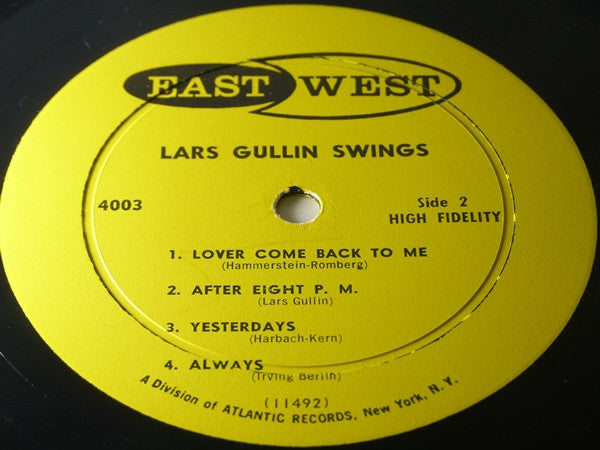 EAST WEST
LARS GULLIN SWINGS
4003
Side 2
HIGH FIDELITY
1. LOVER COME BACK TO ME
(Hammerstein-Romberg)
2. AFTER EIGHT P. M.
(Lars Gullin)
3. YESTERDAYS
(Harbach-Kern)
4. ALWAYS
(Irving Berlin)
(11492)
A Division of ATLANTIC RECORDS, New York, N. Y.